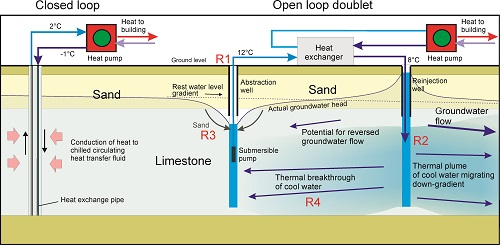 Closed loop
Open loop doublet
2°C
-1°C
Heat to
building
Heat pump
R1
12°C
Heat
exchanger
8°C
Heat to
building
Heat pump
Ground level
Sand
Rest water level
gradient
Abstraction
well
Sand
Reinjection
well
Actual groundwater head
Sand
R3
Groundwater
flow
Conduction of heat to
chilled circulating
heat transfer fluid
Limestone
Submersible
pump
Potential for reversed
groundwater flow
R2
Thermal breakthrough
of cool water
R4
Thermal plume
of cool water migrating
down-gradient
Heat exchange pipe